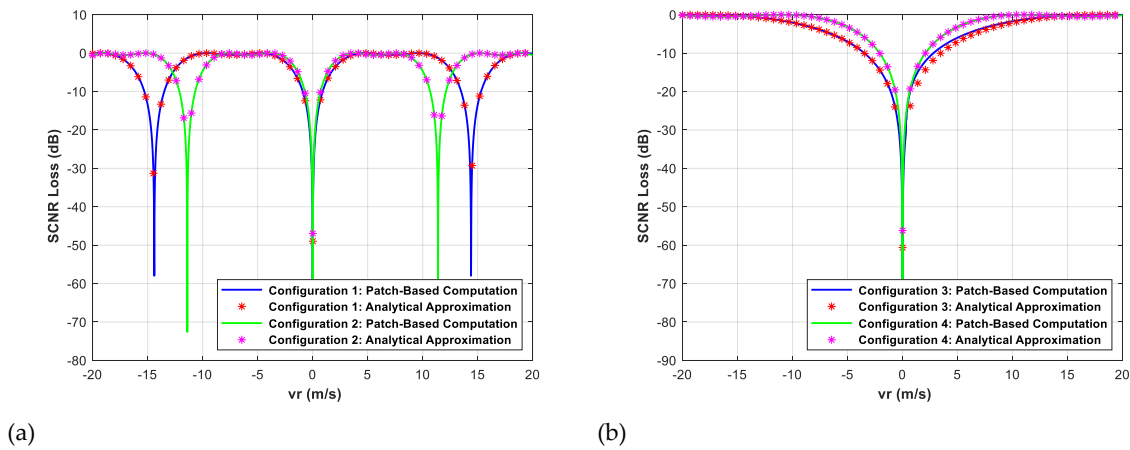 10
0
-10
-20
-30
-40
-50
-60
-70
-80
-20 -15 -10 -5 0 5 10 15 20
SCNR Loss (dB)
vr (m/s)
Configuration 1: Patch-Based Computation
Configuration 1: Analytical Approximation
Configuration 2: Patch-Based Computation
Configuration 2: Analytical Approximation
(a)
0
-10
-20
-30
-40
-50
-60
-70
-80
-90
-20 -15 -10 -5 0 5 10 15 20
SCNR Loss (dB)
vr (m/s)
Configuration 3: Patch-Based Computation
Configuration 3: Analytical Approximation
Configuration 4: Patch-Based Computation
Configuration 4: Analytical Approximation
(b)